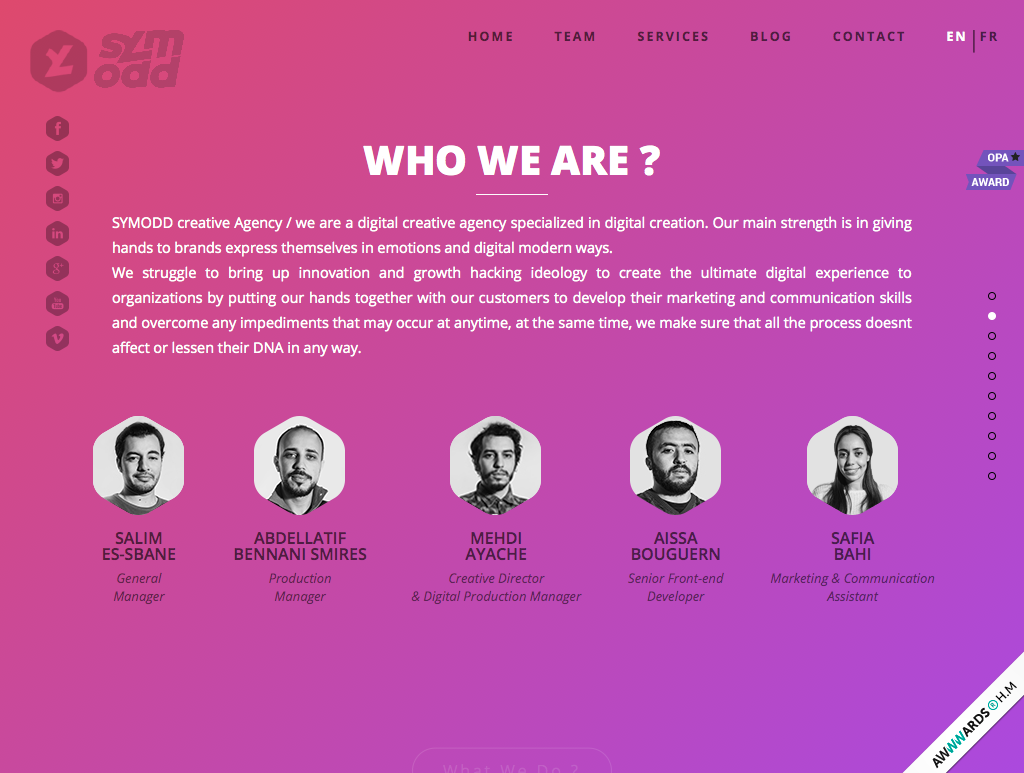 symodd
HOME TEAM SERVICES BLOG CONTACT EN FR
WHO WE ARE ?
OPA
AWARD
SYMODD creative Agency / we are a digital creative agency specialized in digital creation. Our main strength is in giving
hands to brands express themselves in emotions and digital modern ways.
We struggle to bring up innovation and growth hacking ideology to create the ultimate digital experience to
organizations by putting our hands together with our customers to develop their marketing and communication skills
and overcome any impediments that may occur at anytime, at the same time, we make sure that all the process doesnt
affect or lessen their DNA in any way.
SALIM
ES-SBANE
General
Manager
ABDELLATIF
BENNANI SMIRES
Production
Manager
MEHDI
AYACHE
Creative Director
& Digital Production Manager
AISSA
BOUGUERN
Senior Front-end
Developer
SAFIA
BAHI
Marketing & Communication
Assistant
AWWWARDS® H.M
What We Do ?